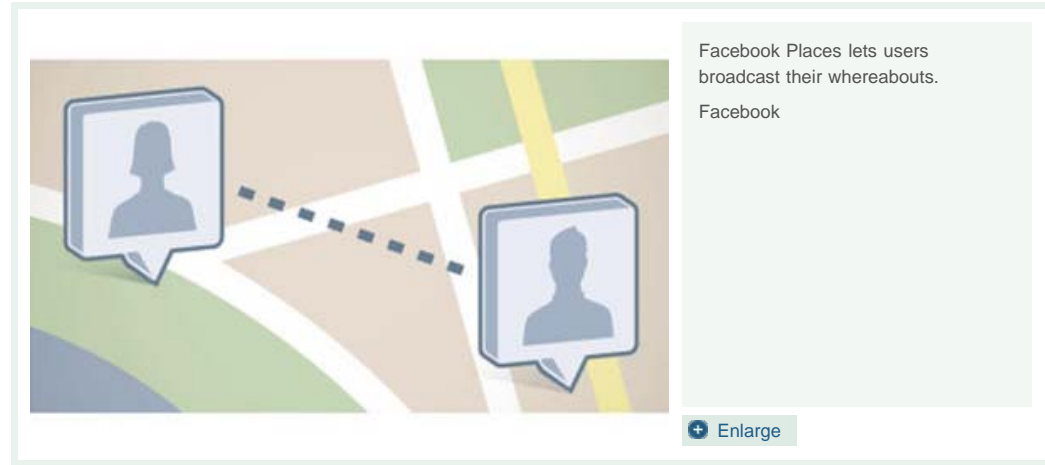 Facebook Places lets users
broadcast their whereabouts.
Facebook
Enlarge